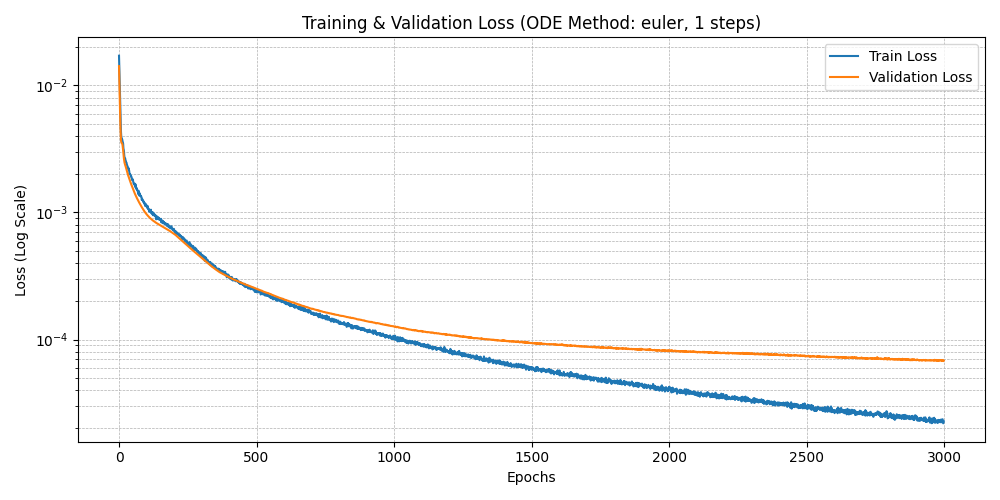 Training & Validation Loss (ODE Method: euler, 1 steps)
Train Loss
Validation Loss
10⁻²
10⁻³
10⁻⁴
Loss (Log Scale)
0 500 1000 1500 2000 2500 3000
Epochs